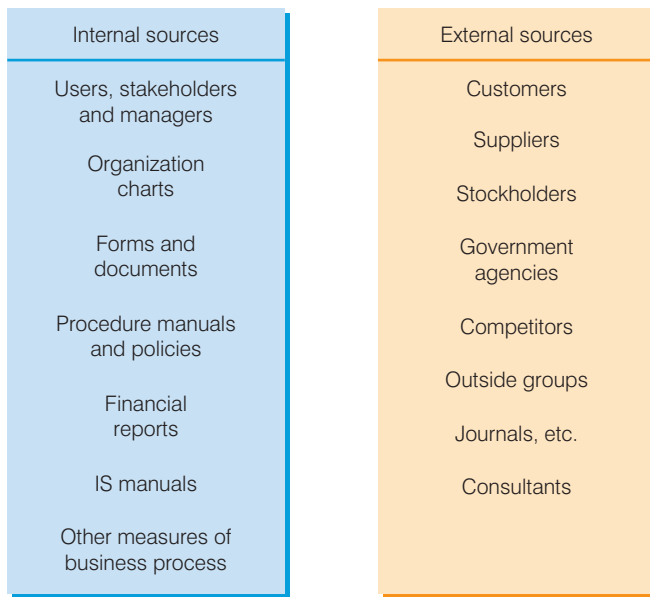 Internal sources
Users, stakeholders
and managers
Organization
charts
Forms and
documents
Procedure manuals
and policies
Financial
reports
IS manuals
Other measures of
business process
External sources
Customers
Suppliers
Stockholders
Government
agencies
Competitors
Outside groups
Journals, etc.
Consultants